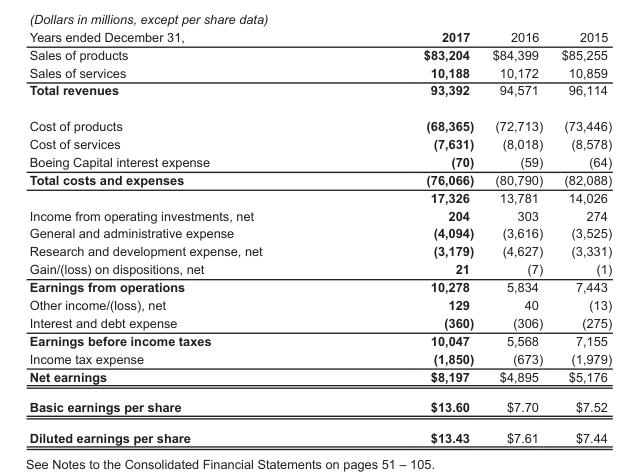 (Dollars in millions, except per share data)
Years ended December 31, 2017 2016 2015
Sales of products $83,204 $84,399 $85,255
Sales of services 10,188 10,172 10,859
Total revenues 93,392 94,571 96,114
Cost of products (68,365) (72,713) (73,446)
Cost of services (7,631) (8,018) (8,578)
Boeing Capital interest expense (70) (59) (64)
Total costs and expenses (76,066) (80,790) (82,088)
17,326 13,781 14,026
Income from operating investments, net 204 303 274
General and administrative expense (4,094) (3,616) (3,525)
Research and development expense, net (3,179) (4,627) (3,331)
Gain/(loss) on dispositions, net 21 (7) (1)
Earnings from operations 10,278 5,834 7,443
Other income/(loss), net 129 40 (13)
Interest and debt expense (360) (306) (275)
Earnings before income taxes 10,047 5,568 7,155
Income tax expense (1,850) (673) (1,979)
Net earnings $8,197 $4,895 $5,176
Basic earnings per share $13.60 $7.70 $7.52
Diluted earnings per share $13.43 $7.61 $7.44
See Notes to the Consolidated Financial Statements on pages 51 – 105.